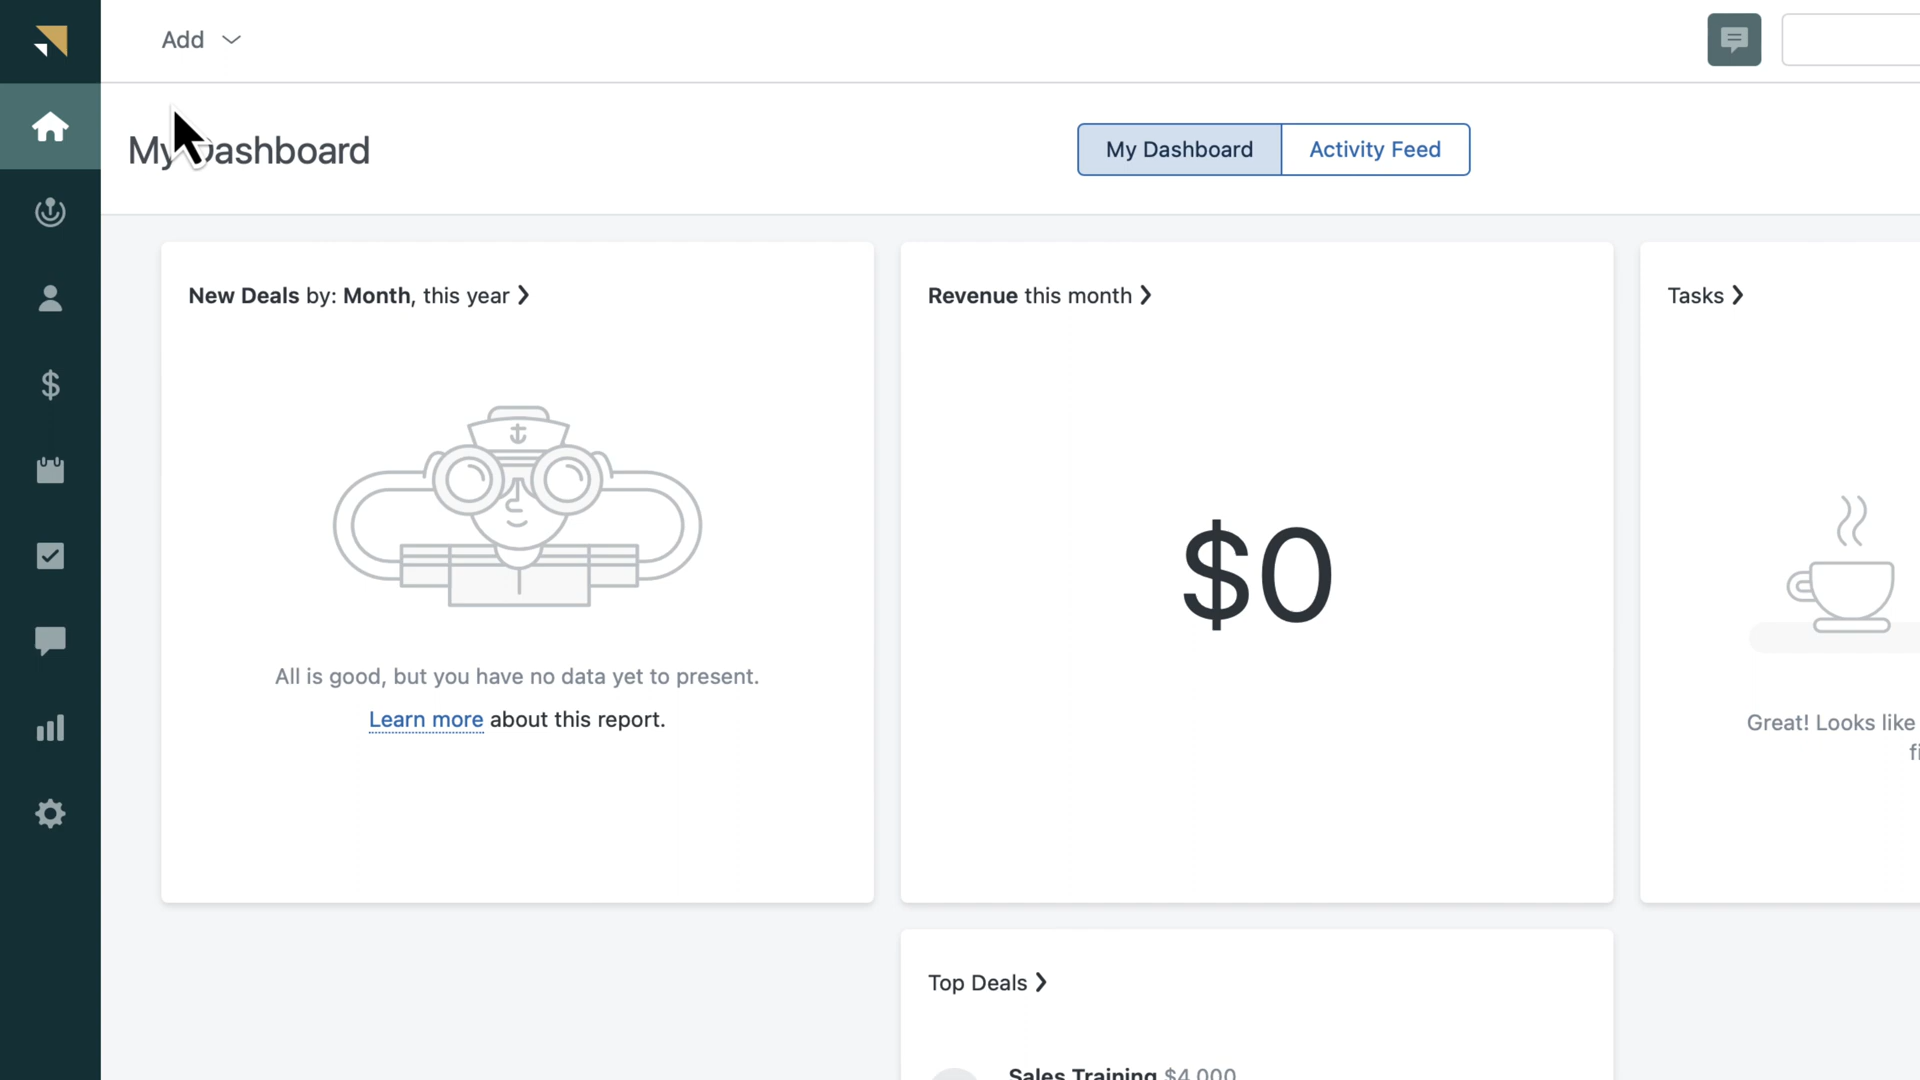 Add
My Dashboard
My Dashboard
Activity Feed
New Deals by: Month, this year
Revenue this month
Tasks
$0
All is good, but you have no data yet to present.
Learn more about this report.
Great! Looks like
Top Deals
Sales Training $4,000